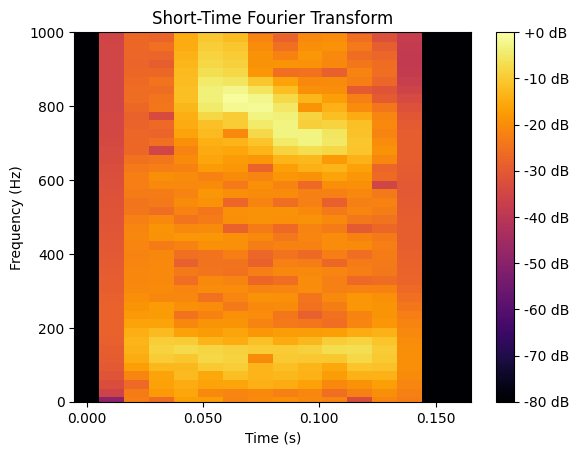 Short-Time Fourier Transform
1000
800
600
400
200
0
Frequency (Hz)
0.000
0.050
0.100
0.150
Time (s)
+0 dB
-10 dB
-20 dB
-30 dB
-40 dB
-50 dB
-60 dB
-70 dB
-80 dB